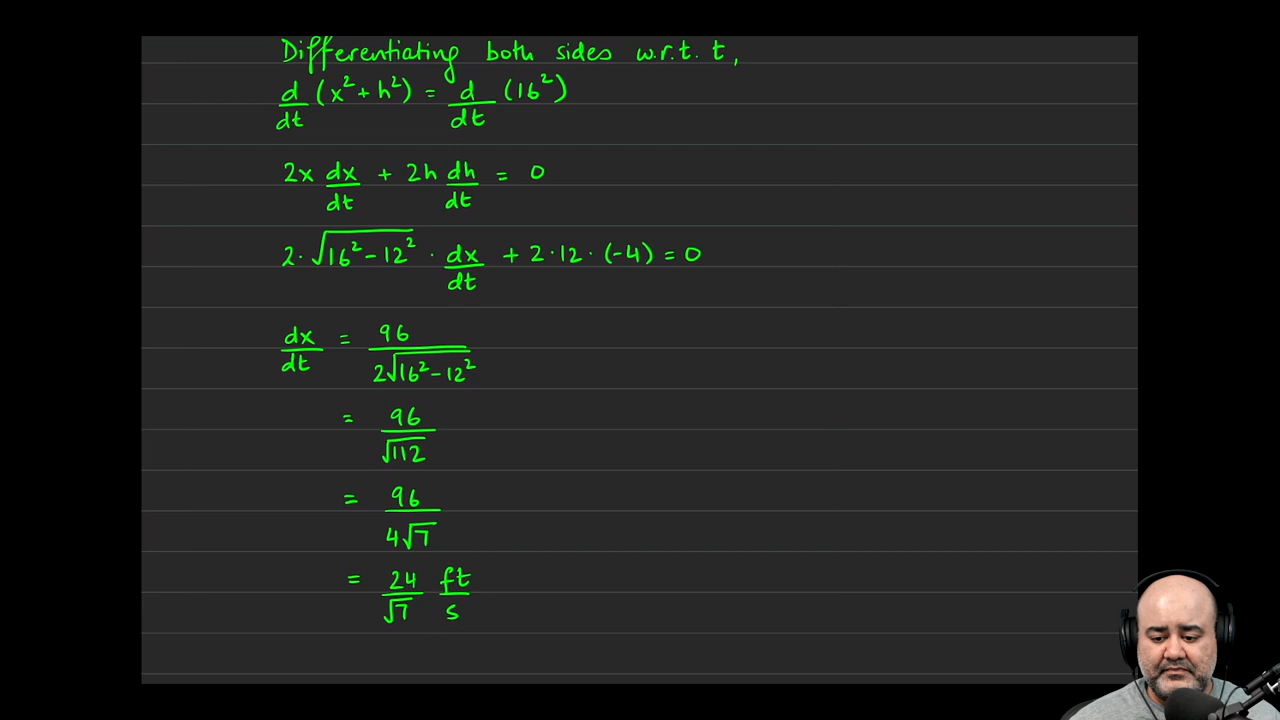 Differentiating both sides w.r.t. t,
d/dt (x² + h²) = d/dt (16²)
2x dx/dt + 2h dh/dt = 0
2·√(16² – 12²) · dx/dt + 2·12·(-4) = 0
dx/dt = 96/(2√(16² – 12²))
= 96/√112
= 96/(4√7)
= 24/√7 ft/s